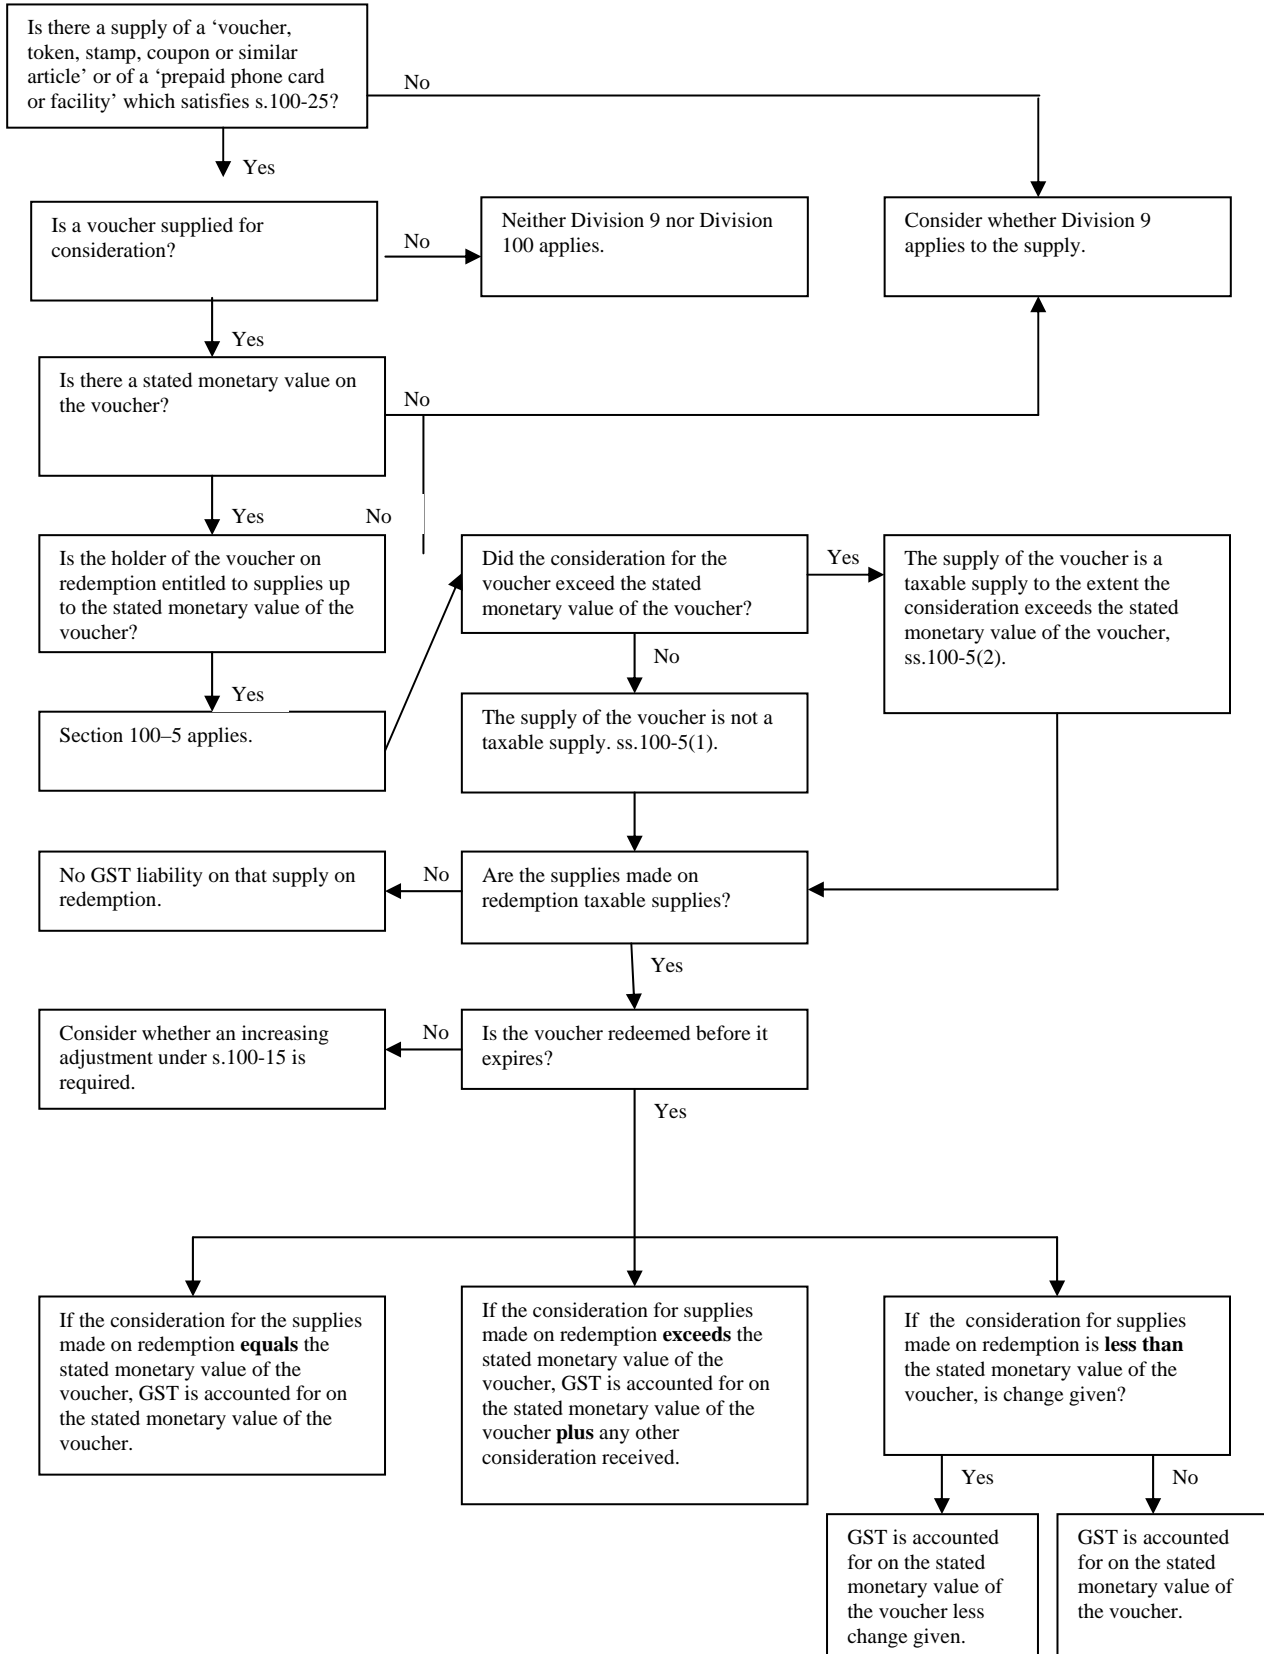 Is there a supply of a ‘voucher,
token, stamp, coupon or similar
article’ or of a ‘prepaid phone card
or facility’ which satisfies s.100-25?
No
Yes
Is a voucher supplied for
consideration?
No
Neither Division 9 nor Division
100 applies.
Consider whether Division 9
applies to the supply.
Yes
Is there a stated monetary value on
the voucher?
No
Yes
No
Is the holder of the voucher on
redemption entitled to supplies up
to the stated monetary value of the
voucher?
Did the consideration for the
voucher exceed the stated
monetary value of the voucher?
Yes
The supply of the voucher is a
taxable supply to the extent the
consideration exceeds the stated
monetary value of the voucher,
ss.100-5(2).
No
Yes
Section 100–5 applies.
The supply of the voucher is not a
taxable supply. ss.100-5(1).
No GST liability on that supply on
redemption.
No
Are the supplies made on
redemption taxable supplies?
Yes
Consider whether an increasing
adjustment under s.100-15 is
required.
No
Is the voucher redeemed before it
expires?
Yes
If the consideration for the supplies
made on redemption equals the
stated monetary value of the
voucher, GST is accounted for on
the stated monetary value of the
voucher.
If the consideration for supplies
made on redemption exceeds the
stated monetary value of the
voucher, GST is accounted for on
the stated monetary value of the
voucher plus any other
consideration received.
If the consideration for supplies
made on redemption is less than
the stated monetary value of the
voucher, is change given?
Yes
No
GST is accounted
for on the stated
monetary value of
the voucher less
change given.
GST is accounted
for on the stated
monetary value of
the voucher.